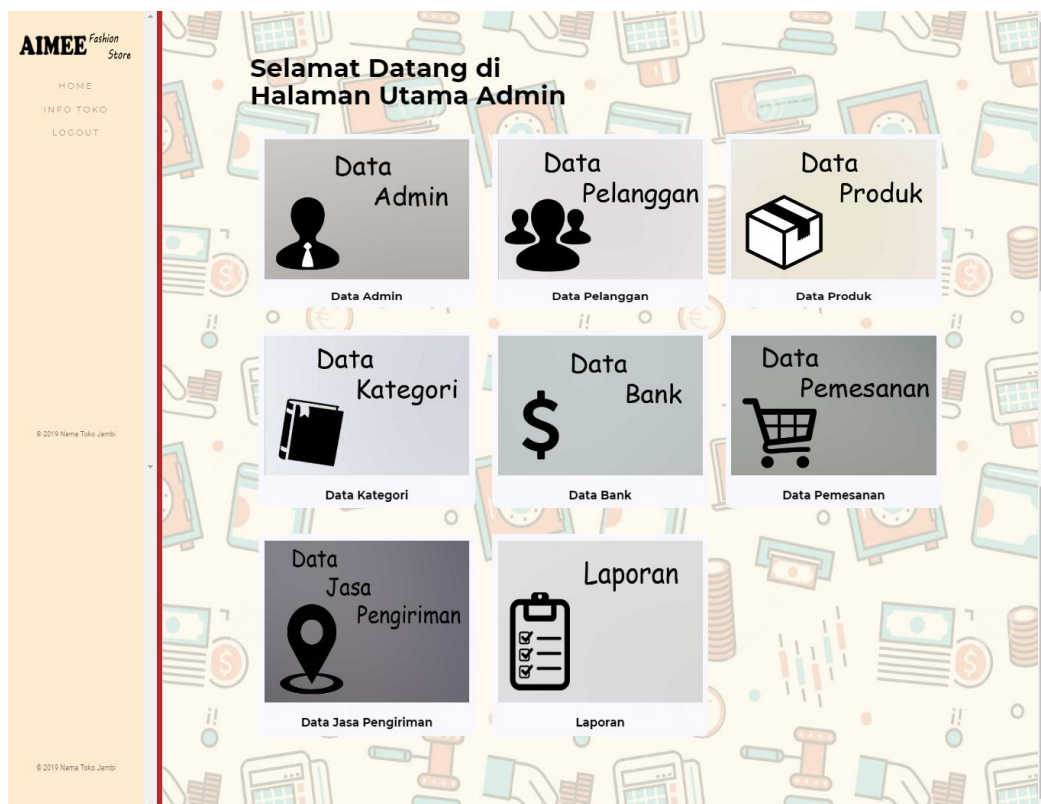 AIMEE Fashion
Store
HOME
INFO TOKO
LOGOUT
© 2019 Name Toko Jambi
© 2019 Name Toko Jambi
Selamat Datang di
Halaman Utama Admin
Data
Admin
Data Admin
Data
Pelanggan
Data Pelanggan
Data
Produk
Data Produk
Data
Kategori
Data Kategori
Data
Bank
Data Bank
Data
Pemesanan
Data Pemesanan
Data
Jasa
Pengiriman
Data Jasa Pengiriman
Laporan
Laporan